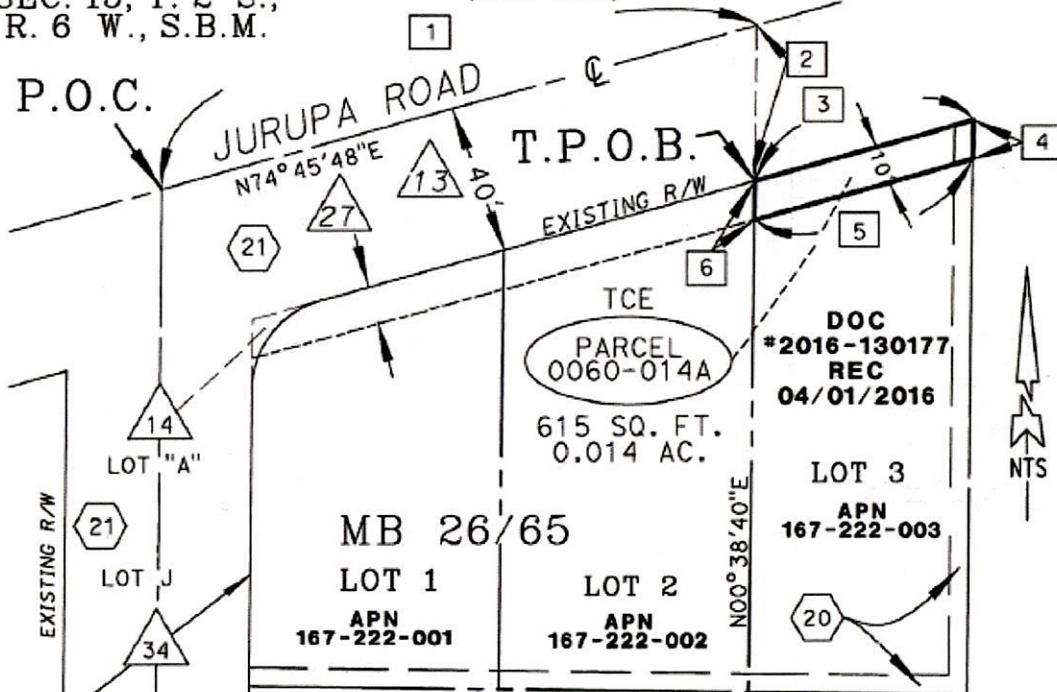 SEC. 15, T. 2 S.,
R. 6 W., S.B.M.
1
P.O.C.
JURUPA ROAD
℄
2
3
4
N74°45'48"E
13
40'
T.P.O.B.
10'
27
21
EXISTING R/W
5
6
TCE
PARCEL
0060-014A
615 SQ. FT.
0.014 AC.
DOC
#2016-130177
REC
04/01/2016
NTS
14
LOT "A"
21
EXISTING R/W
LOT J
34
MB 26/65
LOT 1
APN
167-222-001
LOT 2
APN
167-222-002
N00°38'40"E
LOT 3
APN
167-222-003
20